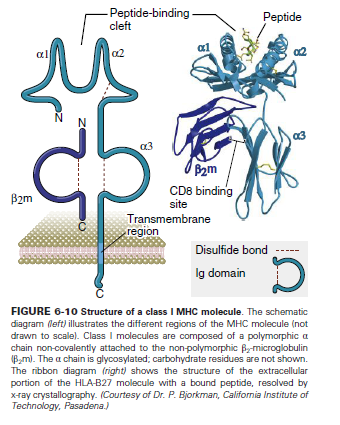 Peptide-binding
cleft
Peptide
α1
α2
α1
α2
N
N
α3
α3
β2m
β₂m
CD8 binding
site
C
Transmembrane
region
C
Disulfide bond
Ig domain
FIGURE 6-10 Structure of a class I MHC molecule. The schematic
diagram (left) illustrates the different regions of the MHC molecule (not
drawn to scale). Class I molecules are composed of a polymorphic α
chain non-covalently attached to the non-polymorphic β₂-microglobulin
(β₂m). The α chain is glycosylated; carbohydrate residues are not shown.
The ribbon diagram (right) shows the structure of the extracellular
portion of the HLA-B27 molecule with a bound peptide, resolved by
x-ray crystallography. (Courtesy of Dr. P. Bjorkman, California Institute of
Technology, Pasadena.)